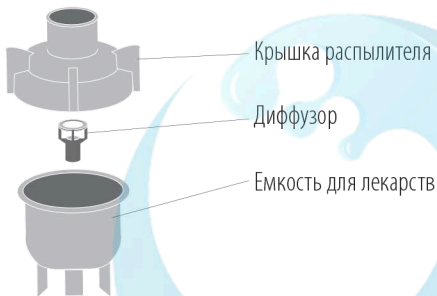 Крышка распылителя
Диффузор
Емкость для лекарств